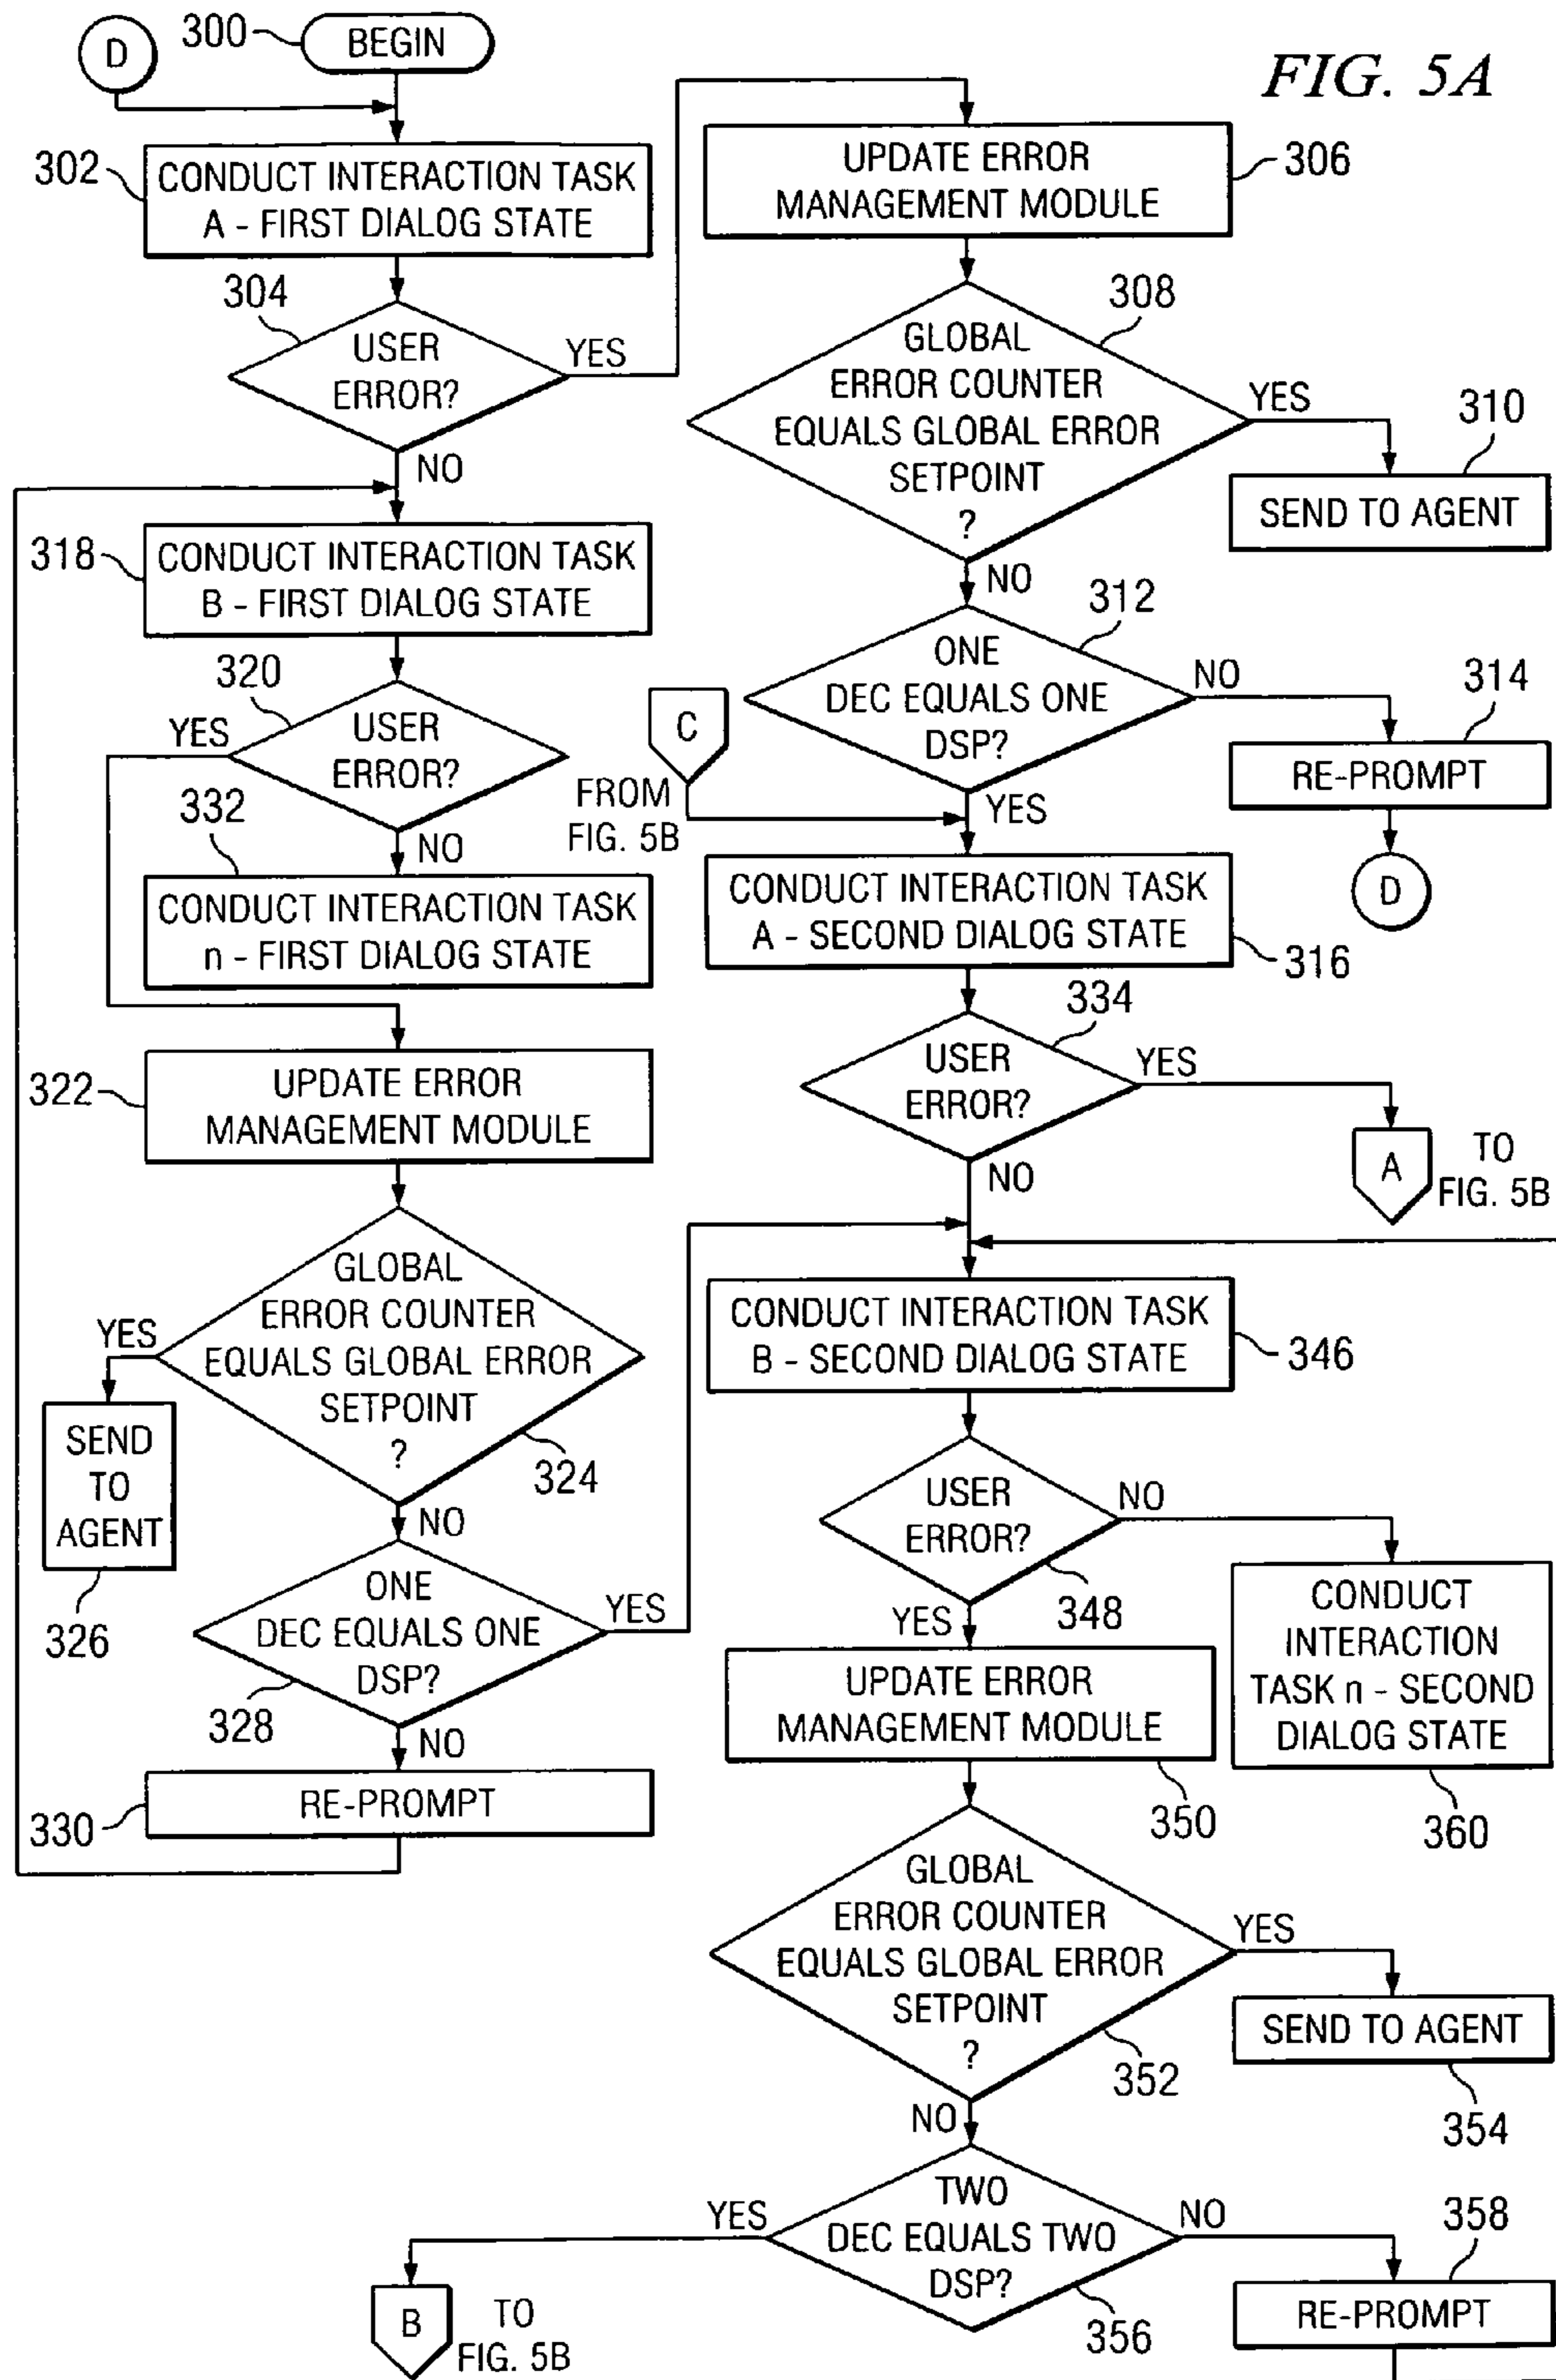 FIG. 5A
D
300
BEGIN
302
CONDUCT INTERACTION TASK
A - FIRST DIALOG STATE
304
USER
ERROR?
YES
NO
318
CONDUCT INTERACTION TASK
B - FIRST DIALOG STATE
320
YES
USER
ERROR?
332
NO
CONDUCT INTERACTION TASK
n - FIRST DIALOG STATE
322
UPDATE ERROR
MANAGEMENT MODULE
GLOBAL
ERROR COUNTER
EQUALS GLOBAL ERROR
SETPOINT
?
YES
324
SEND
TO
AGENT
326
NO
ONE
DEC EQUALS ONE
DSP?
YES
328
NO
330
RE-PROMPT
UPDATE ERROR
MANAGEMENT MODULE
306
308
GLOBAL
ERROR COUNTER
EQUALS GLOBAL ERROR
SETPOINT
?
YES
310
SEND TO AGENT
NO
312
ONE
DEC EQUALS ONE
DSP?
NO
314
RE-PROMPT
D
C
FROM
FIG. 5B
YES
CONDUCT INTERACTION TASK
A - SECOND DIALOG STATE
316
334
USER
ERROR?
YES
A
TO
FIG. 5B
NO
CONDUCT INTERACTION TASK
B - SECOND DIALOG STATE
346
USER
ERROR?
NO
348
YES
CONDUCT
INTERACTION
TASK n - SECOND
DIALOG STATE
360
UPDATE ERROR
MANAGEMENT MODULE
350
GLOBAL
ERROR COUNTER
EQUALS GLOBAL ERROR
SETPOINT
?
YES
352
SEND TO AGENT
354
NO
TWO
DEC EQUALS TWO
DSP?
YES
NO
356
358
RE-PROMPT
B
TO
FIG. 5B